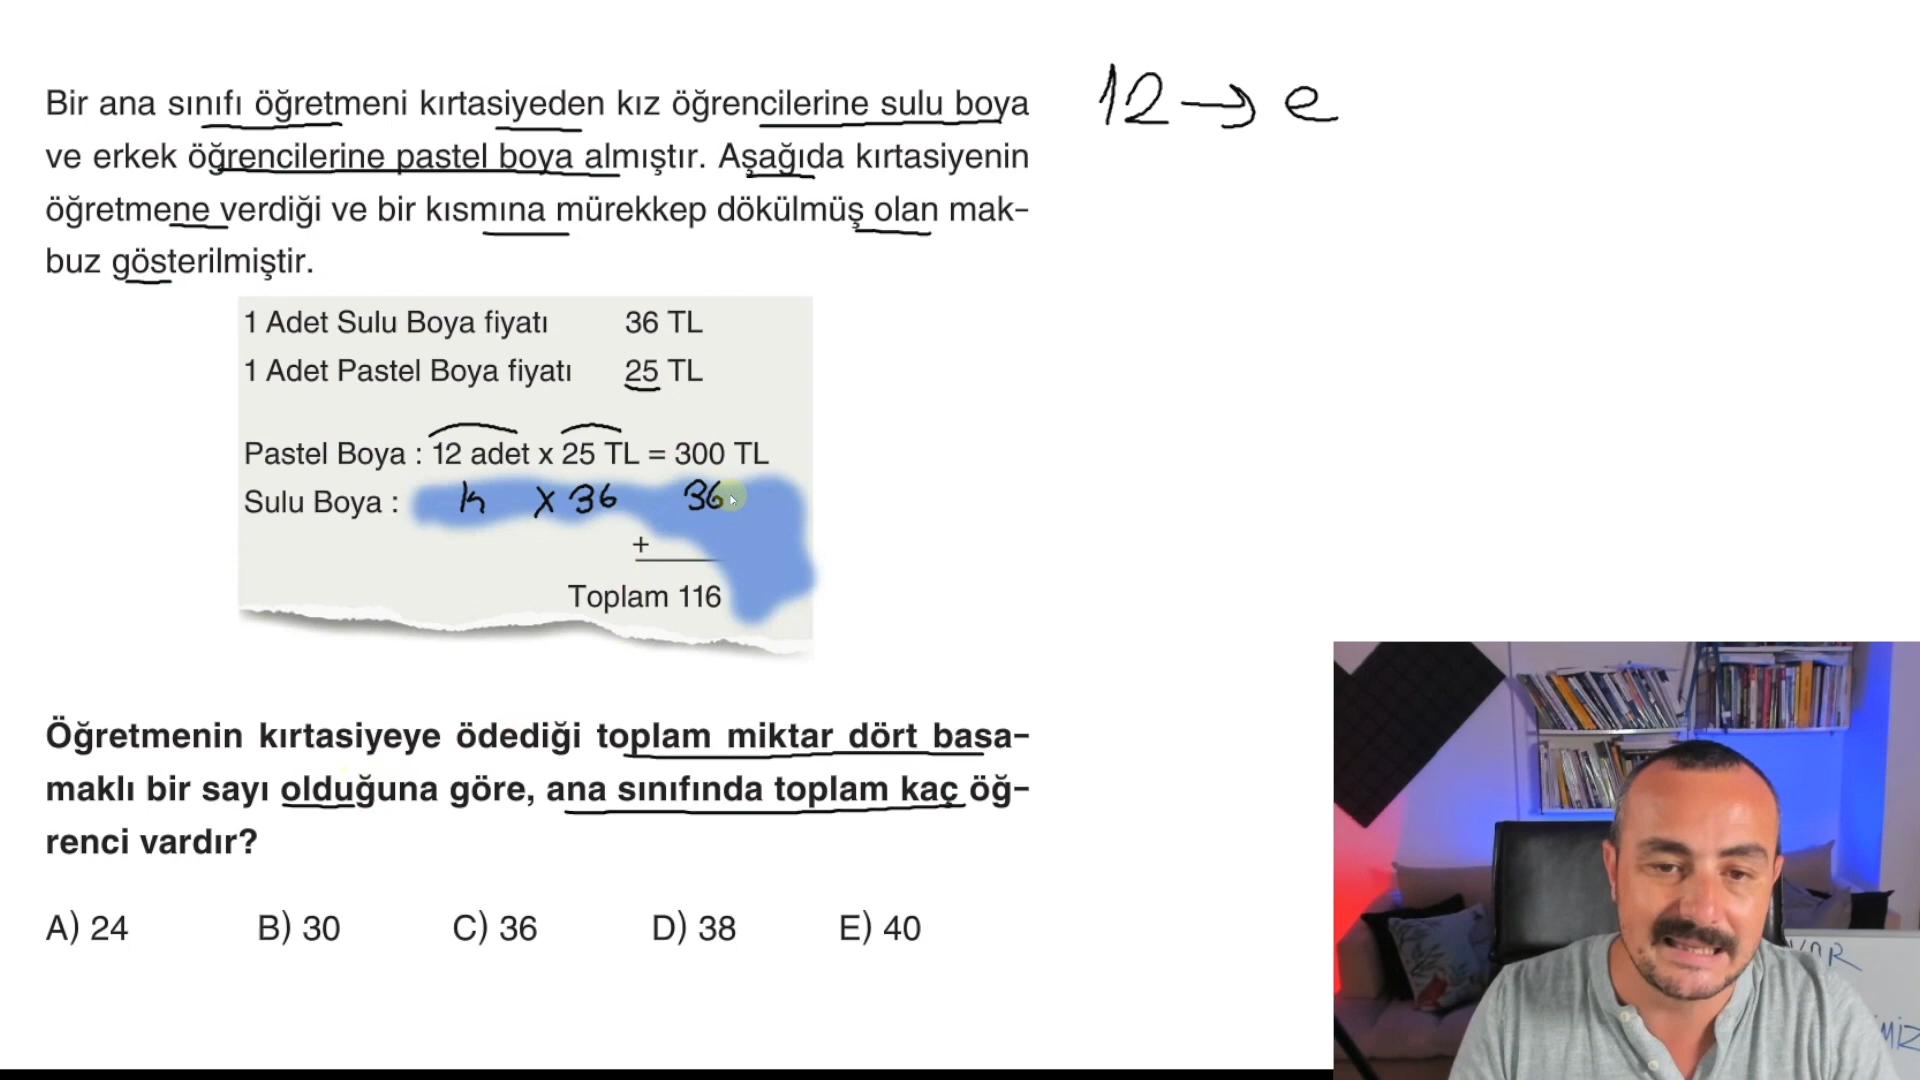 Bir ana sınıfı öğretmeni kırtasiyeden kız öğrencilerine sulu boya
ve erkek öğrencilerine pastel boya almıştır. Aşağıda kırtasiyenin
öğretmene verdiği ve bir kısmına mürekkep dökülmüş olan mak-
buz gösterilmiştir.
12 → e
1 Adet Sulu Boya fiyatı 36 TL
1 Adet Pastel Boya fiyatı 25 TL
Pastel Boya : 12 adet x 25 TL = 300 TL
Sulu Boya : k x 36 36
+
Toplam 116
Öğretmenin kırtasiyeye ödediği toplam miktar dört basa-
maklı bir sayı olduğuna göre, ana sınıfında toplam kaç öğ-
renci vardır?
A) 24 B) 30 C) 36 D) 38 E) 40